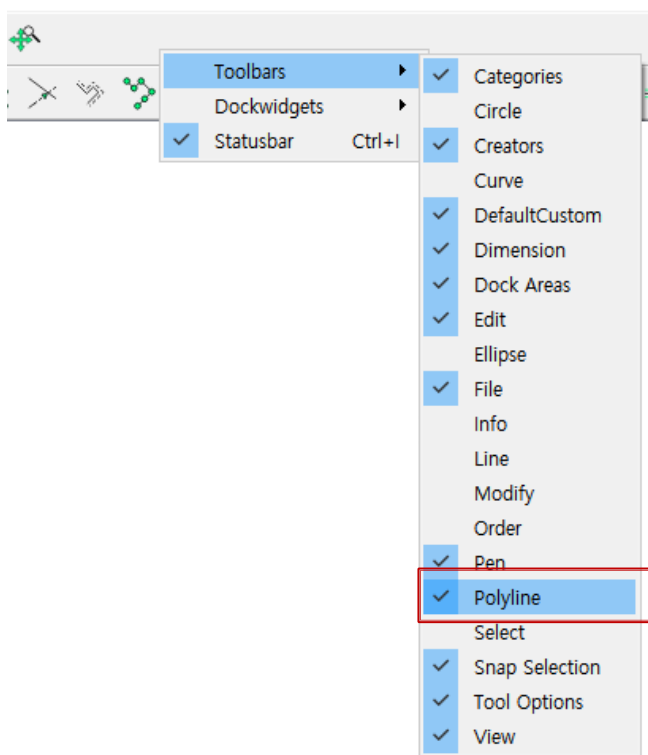 Toolbars
Dockwidgets
Statusbar Ctrl+I
Categories
Circle
Creators
Curve
DefaultCustom
Dimension
Dock Areas
Edit
Ellipse
File
Info
Line
Modify
Order
Pen
Polyline
Select
Snap Selection
Tool Options
View